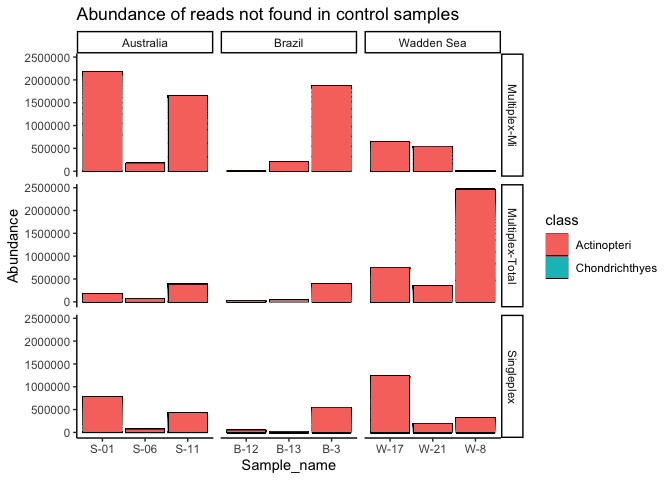 Abundance of reads not found in control samples
Australia
Brazil
Wadden Sea
2500000
2000000
1500000
1000000
500000
0
Multiplex-Mi
2500000
2000000
1500000
1000000
500000
0
Multiplex-Total
2500000
2000000
1500000
1000000
500000
0
Singleplex
Abundance
S-01
S-06
S-11
B-12
B-13
B-3
W-17
W-21
W-8
Sample_name
class
Actinopteri
Chondrichthyes